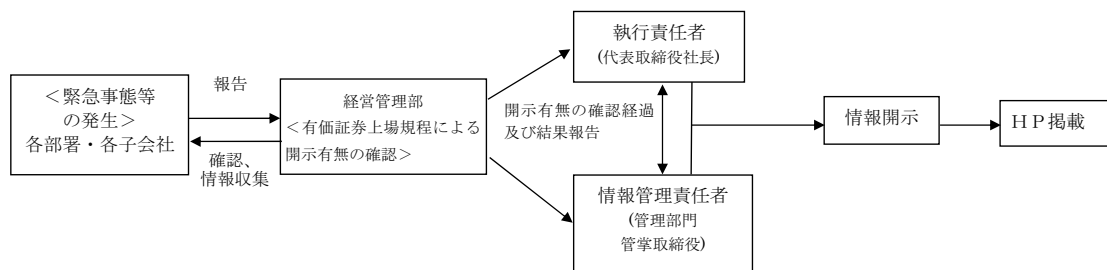 報告
＜緊急事態等
の発生＞
各部署・各子会社
確認、
情報収集
経営管理部
＜有価証券上場規程による
開示有無の確認＞
執行責任者
(代表取締役社長)
開示有無の確認経過
及び結果報告
情報管理責任者
(管理部門
管掌取締役)
情報開示
ＨＰ掲載